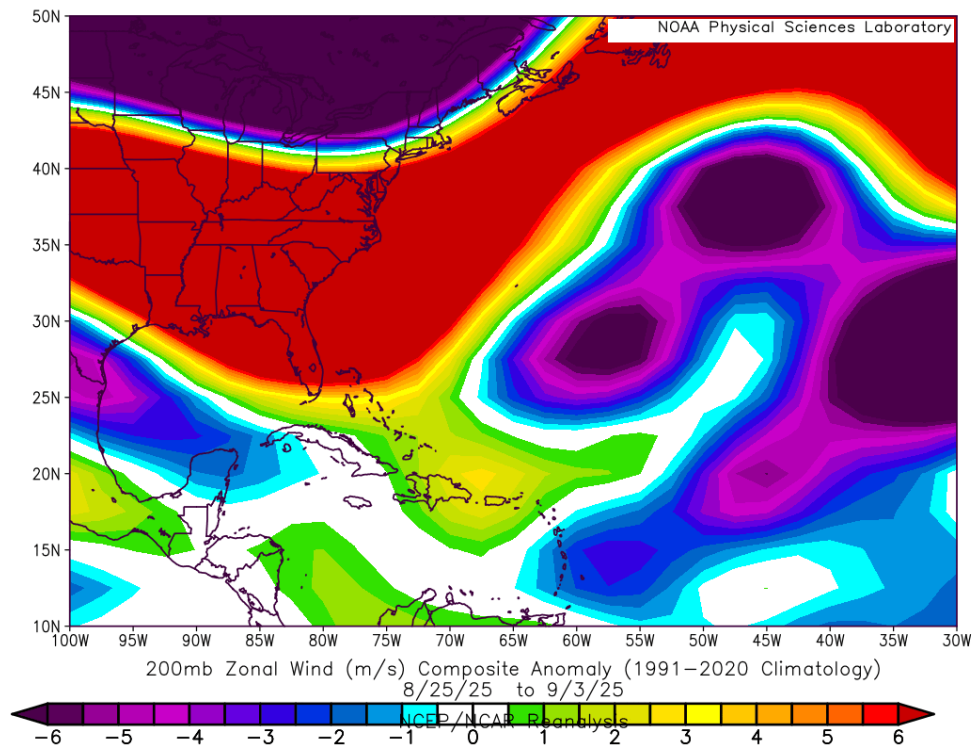 50N
NOAA Physical Sciences Laboratory
45N
40N
35N
30N
25N
20N
15N
10N
100W 95W 90W 85W 80W 75W 70W 65W 60W 55W 50W 45W 40W 35W 30W
200mb Zonal Wind (m/s) Composite Anomaly (1991-2020 Climatology)
8/25/25 to 9/3/25
NCEP/NCAR Reanalysis
-6 -5 -4 -3 -2 -1 0 1 2 3 4 5 6